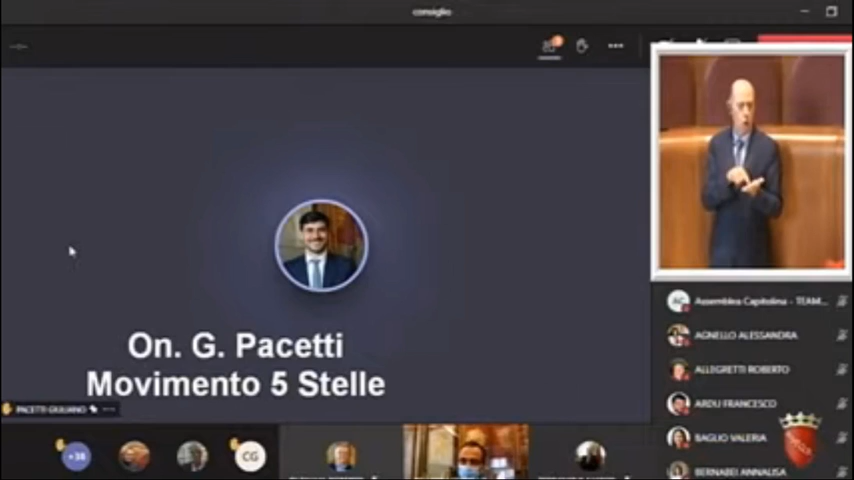 consiglio
On. G. Pacetti
Movimento 5 Stelle
PACETTI GIULIANO
+38
CG
AC
Assemblea Capitolina - TEAM...
AGNELLO ALESSANDRA
ALLEGRETTI ROBERTO
ARDU FRANCESCO
BAGLIO VALERIA
BERNABEI ANNALISA